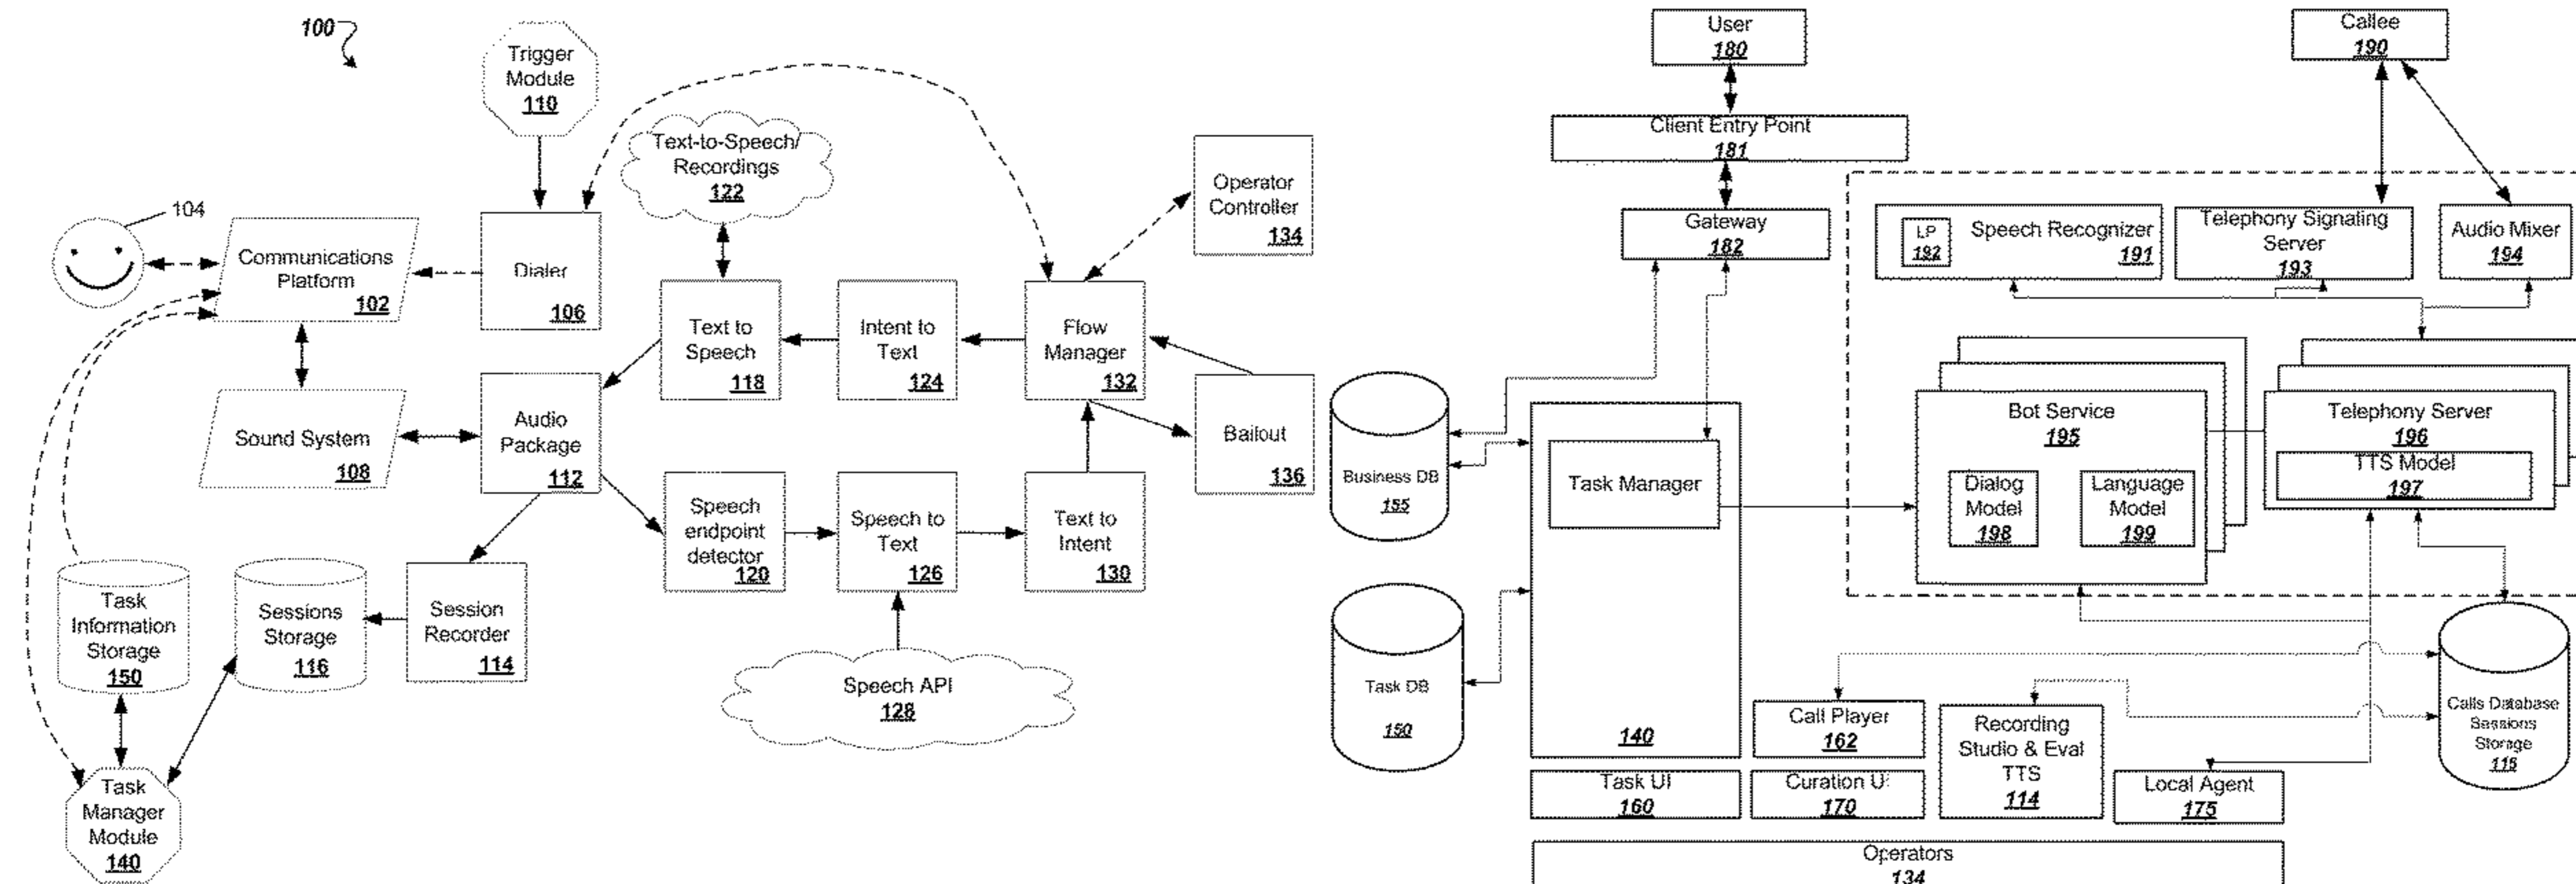 100
Trigger
Module
110
Text-to-Speech/
Recordings
122
Operator
Controller
134
104
Communications
Platform
102
Dialer
106
Text to
Speech
118
Intent to
Text
124
Flow
Manager
132
Sound System
108
Audio
Package
112
Bailout
136
Speech
endpoint
detector
120
Speech to
Text
126
Text to
Intent
130
Task
Information
Storage
150
Sessions
Storage
116
Session
Recorder
114
Speech API
128
Task
Manager
Module
140
User
180
Callee
190
Client Entry Point
181
Gateway
182
LP
192
Speech Recognizer
191
Telephony Signaling
Server
193
Audio Mixer
194
Business DB
155
Task Manager
Bot Service
195
Dialog
Model
198
Language
Model
199
Telephony Server
196
TTS Model
197
Task DB
150
140
Call Player
162
Recording
Studio & Eval
TTS
114
Calls Database
Sessions
Storage
116
Task UI
160
Curation UI
170
Local Agent
175
Operators
134